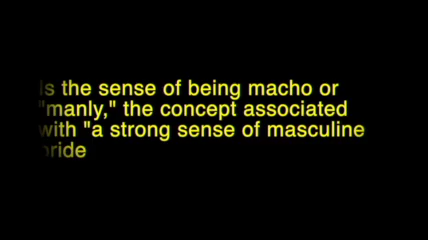 is the sense of being macho or
"manly," the concept associated
with "a strong sense of masculine
pride